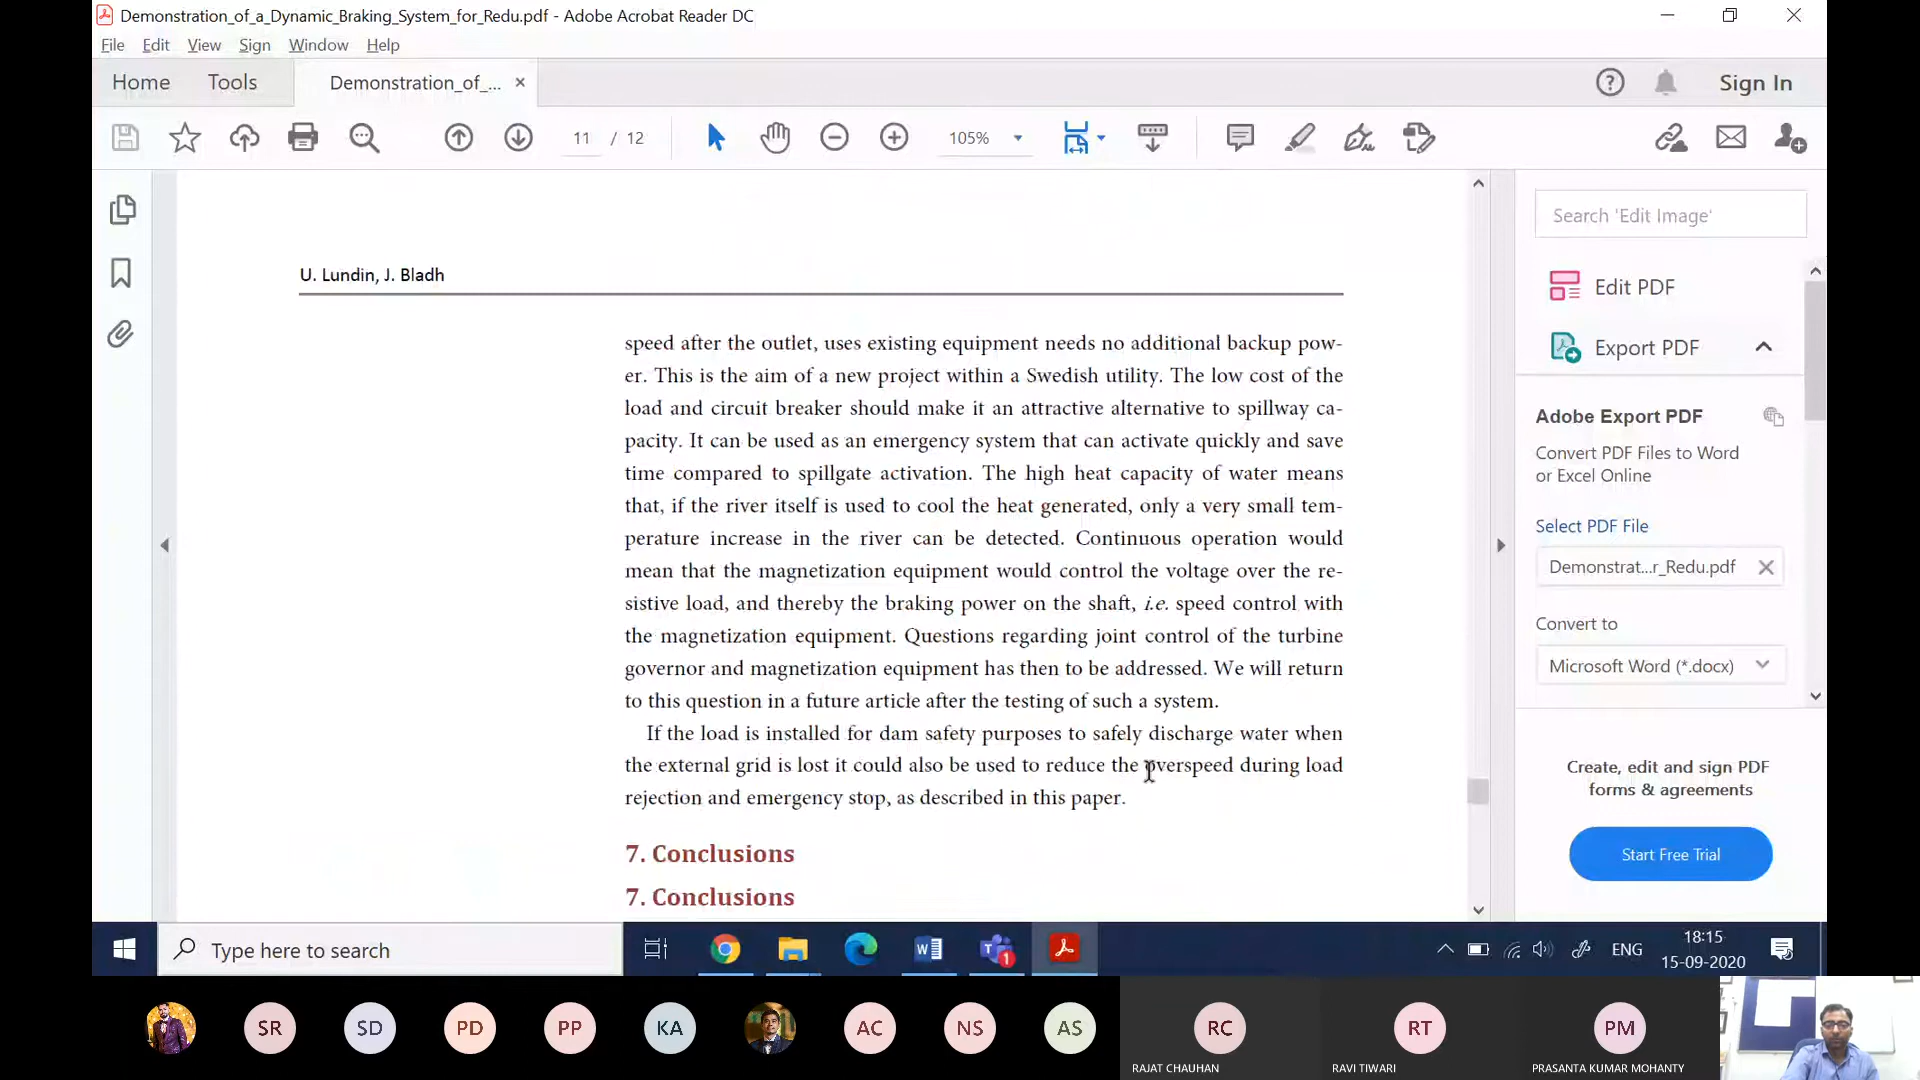 Demonstration_of_a_Dynamic_Braking_System_for_Redu.pdf - Adobe Acrobat Reader DC
File Edit View Sign Window Help
Home Tools Demonstration_of_... × Sign In
11 / 12 105%
Search 'Edit Image'
U. Lundin, J. Bladh
Edit PDF
Export PDF
speed after the outlet, uses existing equipment needs no additional backup pow-
er. This is the aim of a new project within a Swedish utility. The low cost of the
load and circuit breaker should make it an attractive alternative to spillway ca-
pacity. It can be used as an emergency system that can activate quickly and save
time compared to spillgate activation. The high heat capacity of water means
that, if the river itself is used to cool the heat generated, only a very small tem-
perature increase in the river can be detected. Continuous operation would
mean that the magnetization equipment would control the voltage over the re-
sistive load, and thereby the braking power on the shaft, i.e. speed control with
the magnetization equipment. Questions regarding joint control of the turbine
governor and magnetization equipment has then to be addressed. We will return
to this question in a future article after the testing of such a system.
If the load is installed for dam safety purposes to safely discharge water when
the external grid is lost it could also be used to reduce the overspeed during load
rejection and emergency stop, as described in this paper.
7. Conclusions
7. Conclusions
Adobe Export PDF
Convert PDF Files to Word
or Excel Online
Select PDF File
Demonstrat...r_Redu.pdf
Convert to
Microsoft Word (*.docx)
Create, edit and sign PDF
forms & agreements
Start Free Trial
Type here to search
1
ENG
18:15
15-09-2020
SR SD PD PP KA AC NS AS RC RT PM
RAJAT CHAUHAN RAVI TIWARI PRASANTA KUMAR MOHANTY